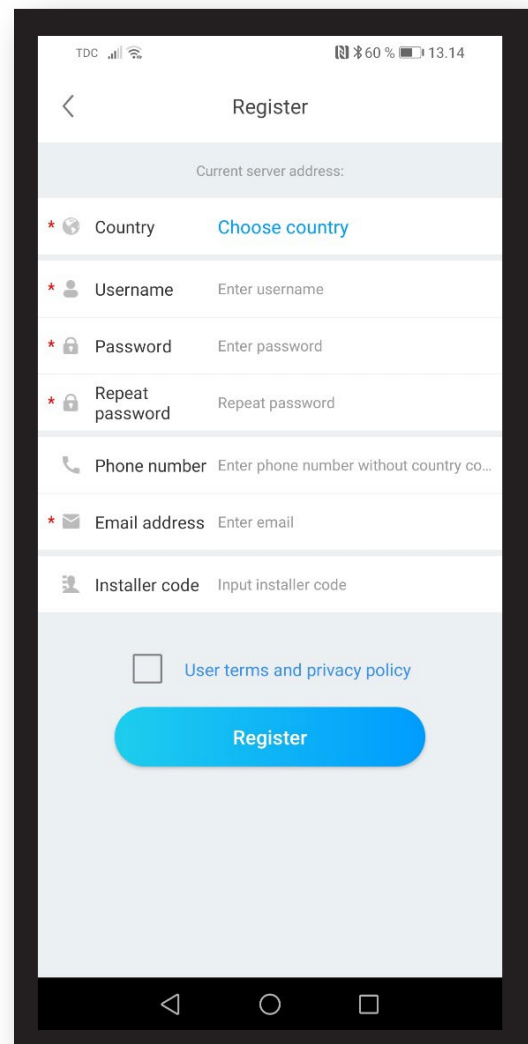 TDC 60 % 13.14
Register
Current server address:
* Country Choose country
* Username Enter username
* Password Enter password
* Repeat password Repeat password
Phone number Enter phone number without country co...
* Email address Enter email
Installer code Input installer code
User terms and privacy policy
Register